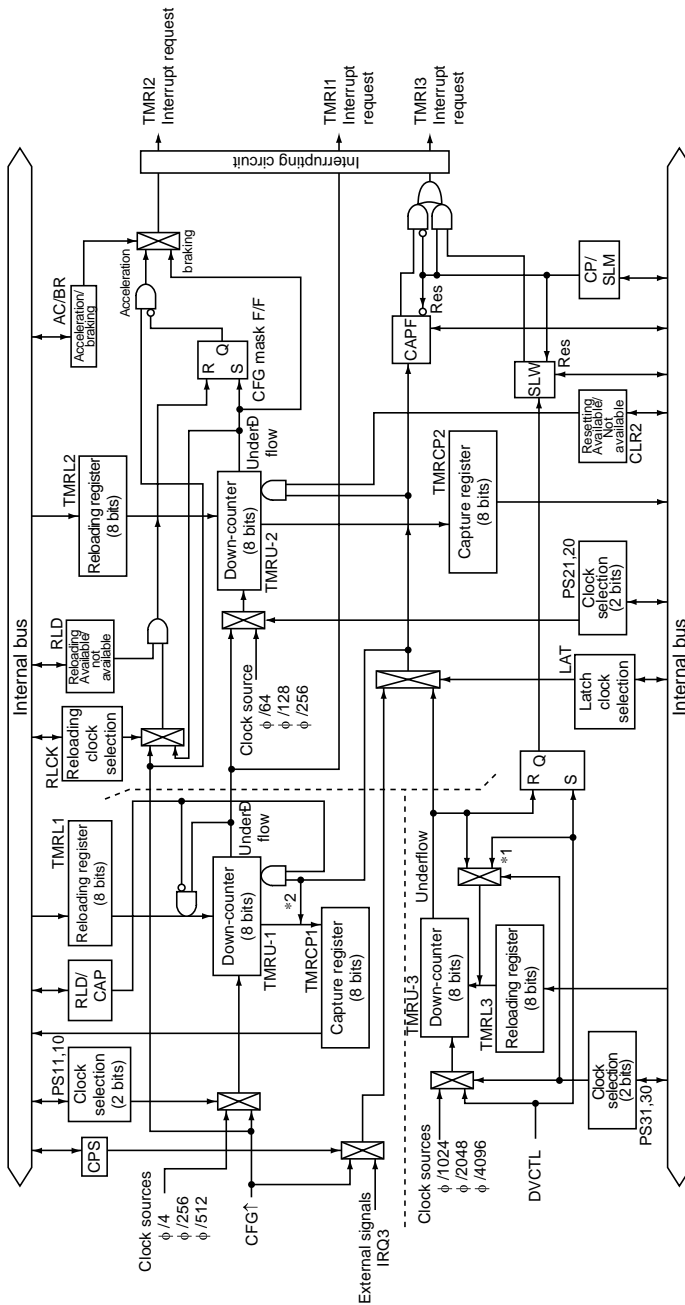 Internal bus
CPS
PS11,10
Clock
selection
(2 bits)
RLD/
CAP
TMRL1
Reloading register
(8 bits)
RLCK
Reloading
clock
selection
RLD
Reloading
Available/
not
available
TMRL2
Reloading register
(8 bits)
AC/BR
Acceleration/
braking
Acceleration
braking
Interrupting circuit
TMRI2
Interrupt request
TMRI1
Interrupt
request
TMRI3
Interrupt
request
Clock sources
φ /4
φ /256
φ /512
CFG↑
External signals
IRQ3
Down-counter
(8 bits)
TMRU-1
UnderÐ
flow
*2
TMRCP1
Capture register
(8 bits)
Clock source
φ /64
φ /128
φ /256
Down-counter
(8 bits)
TMRU-2
UnderÐ
flow
R
Q
S
CFG mask F/F
TMRCP2
Capture register
(8 bits)
CAPF
Res
Clock sources
φ /1024
φ /2048
φ /4096
DVCTL
TMRU-3
Down-counter
(8 bits)
Underflow
TMRL3
Reloading register
(8 bits)
*1
R
Q
S
SLW
Res
Clock
selection
(2 bits)
PS31,30
LAT
Latch
clock
selection
PS21,20
Clock
selection
(2 bits)
Resetting
Available/
Not
available
CLR2
CP/
SLM
Internal bus